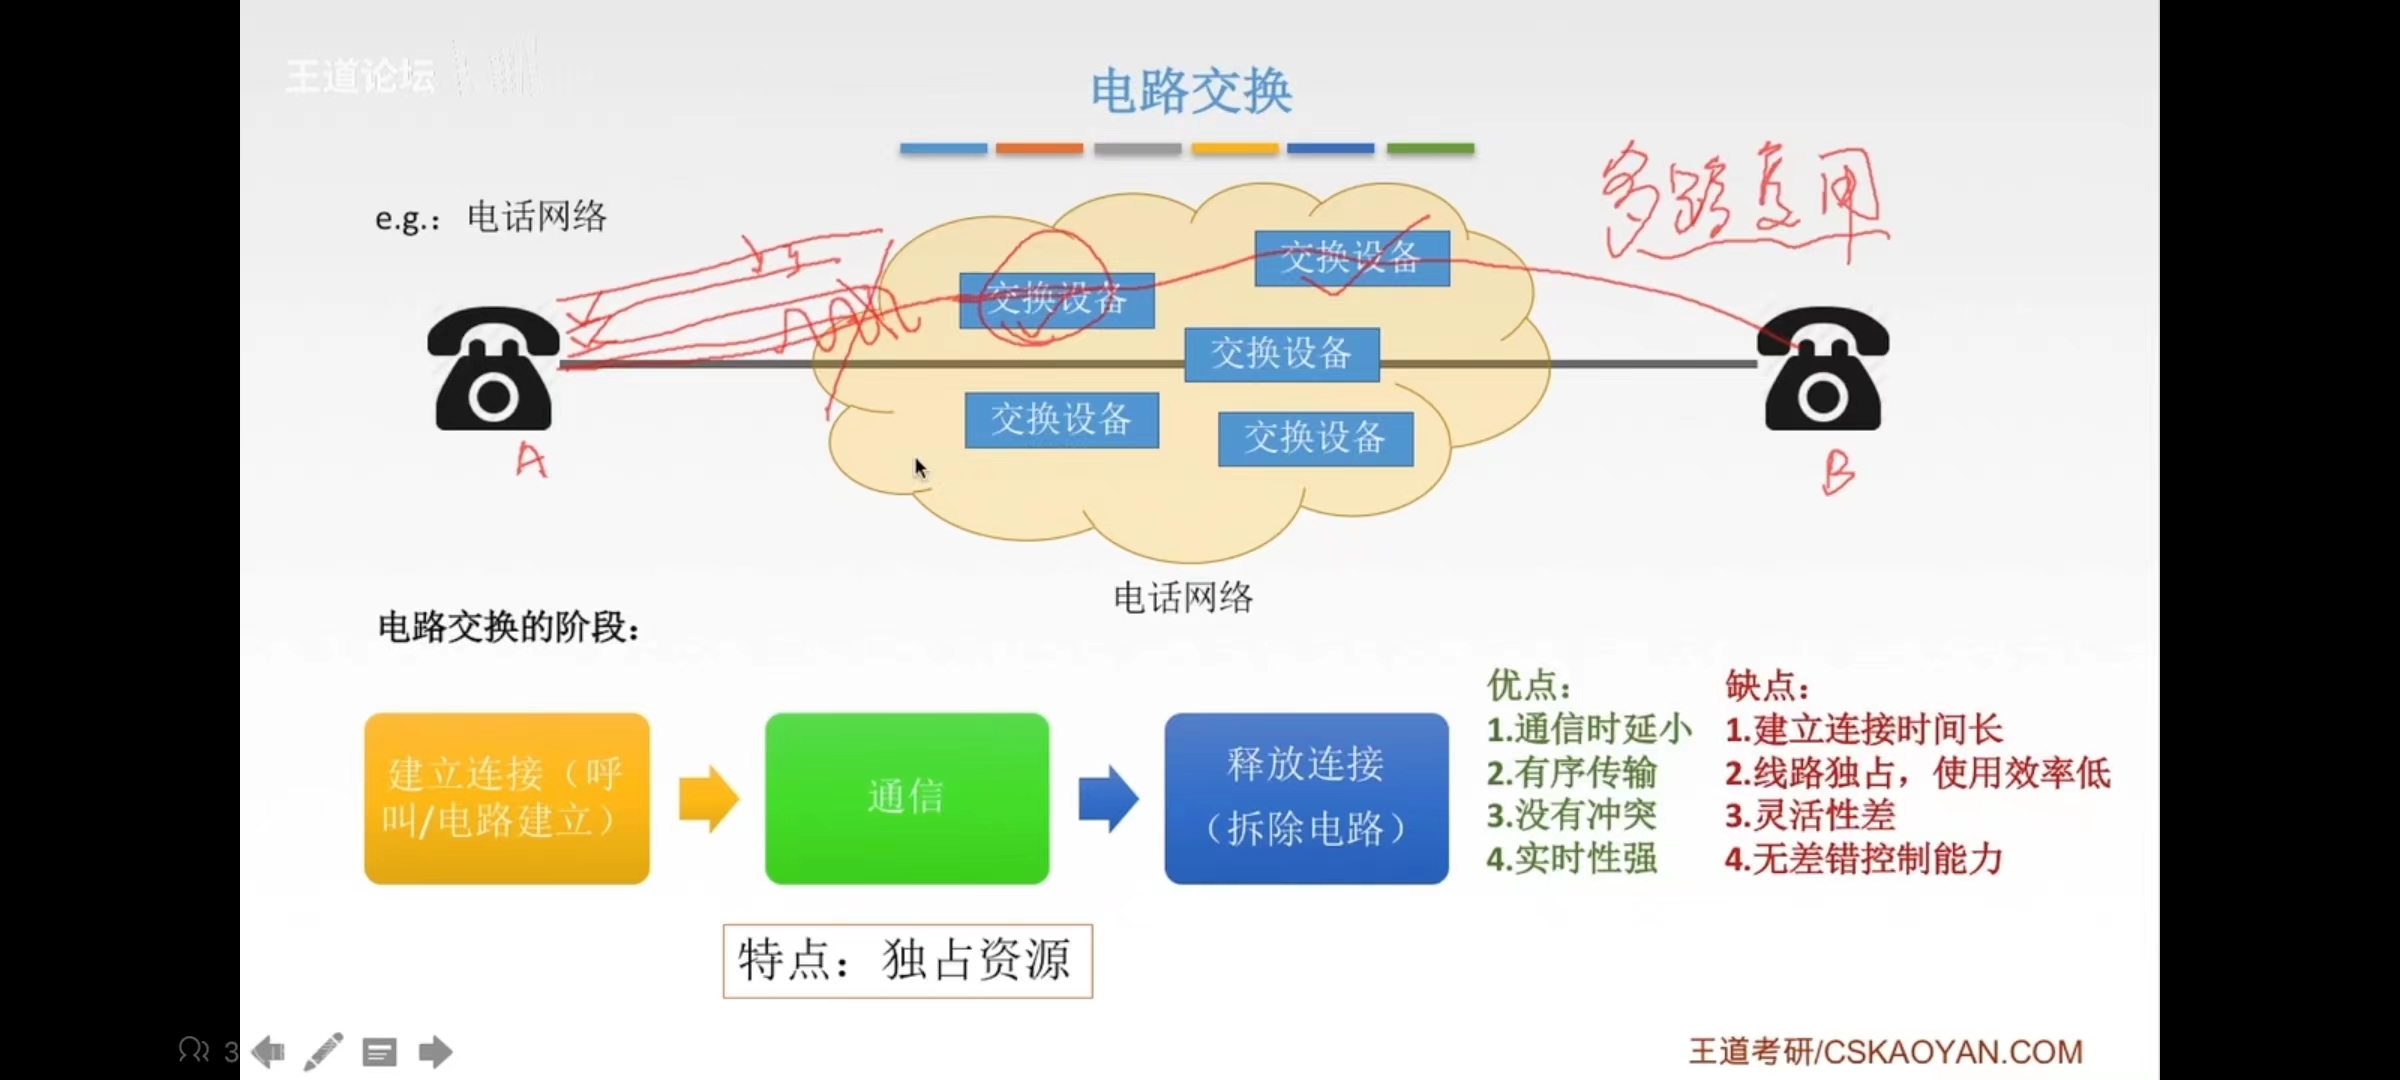 王道论坛
电路交换
多路复用
e.g.：电话网络
交换设备
交换设备
交换设备
交换设备
交换设备
A
B
电话网络
电路交换的阶段：
建立连接（呼
叫/电路建立）
通信
释放连接
（拆除电路）
优点：
1.通信时延小
2.有序传输
3.没有冲突
4.实时性强
缺点：
1.建立连接时间长
2.线路独占，使用效率低
3.灵活性差
4.无差错控制能力
特点：独占资源
3
王道考研/CSKAOYAN.COM